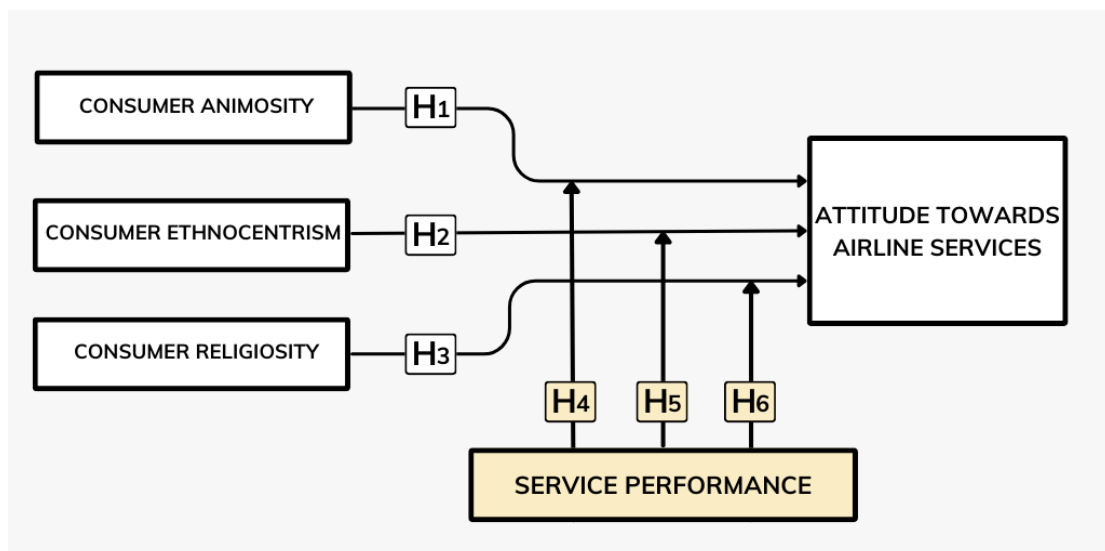 CONSUMER ANIMOSITY
H1
CONSUMER ETHNOCENTRISM
H2
CONSUMER RELIGIOSITY
H3
ATTITUDE TOWARDS
AIRLINE SERVICES
H4
H5
H6
SERVICE PERFORMANCE